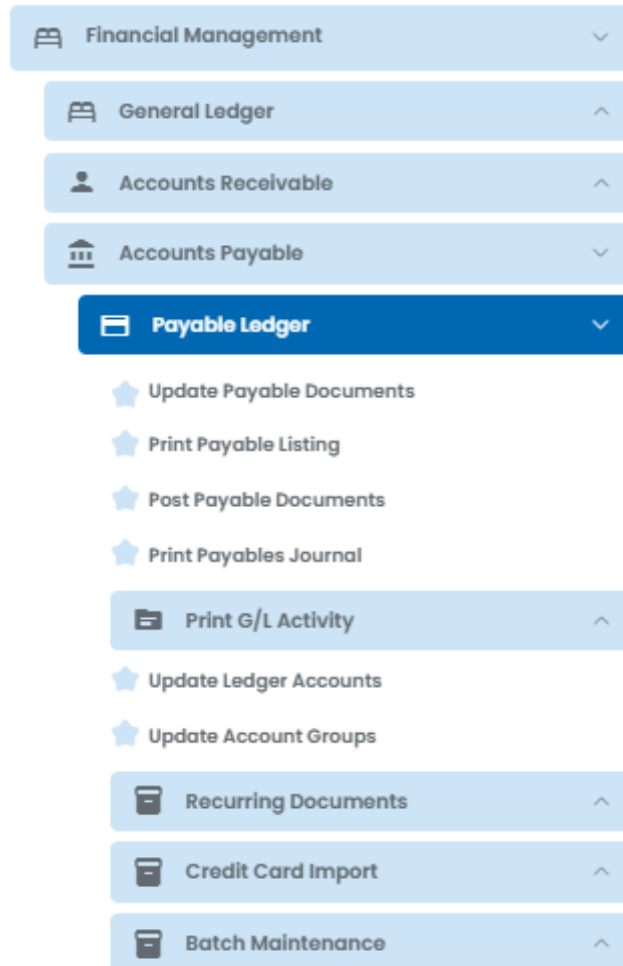 Financial Management
General Ledger
Accounts Receivable
Accounts Payable
Payable Ledger
Update Payable Documents
Print Payable Listing
Post Payable Documents
Print Payables Journal
Print G/L Activity
Update Ledger Accounts
Update Account Groups
Recurring Documents
Credit Card Import
Batch Maintenance